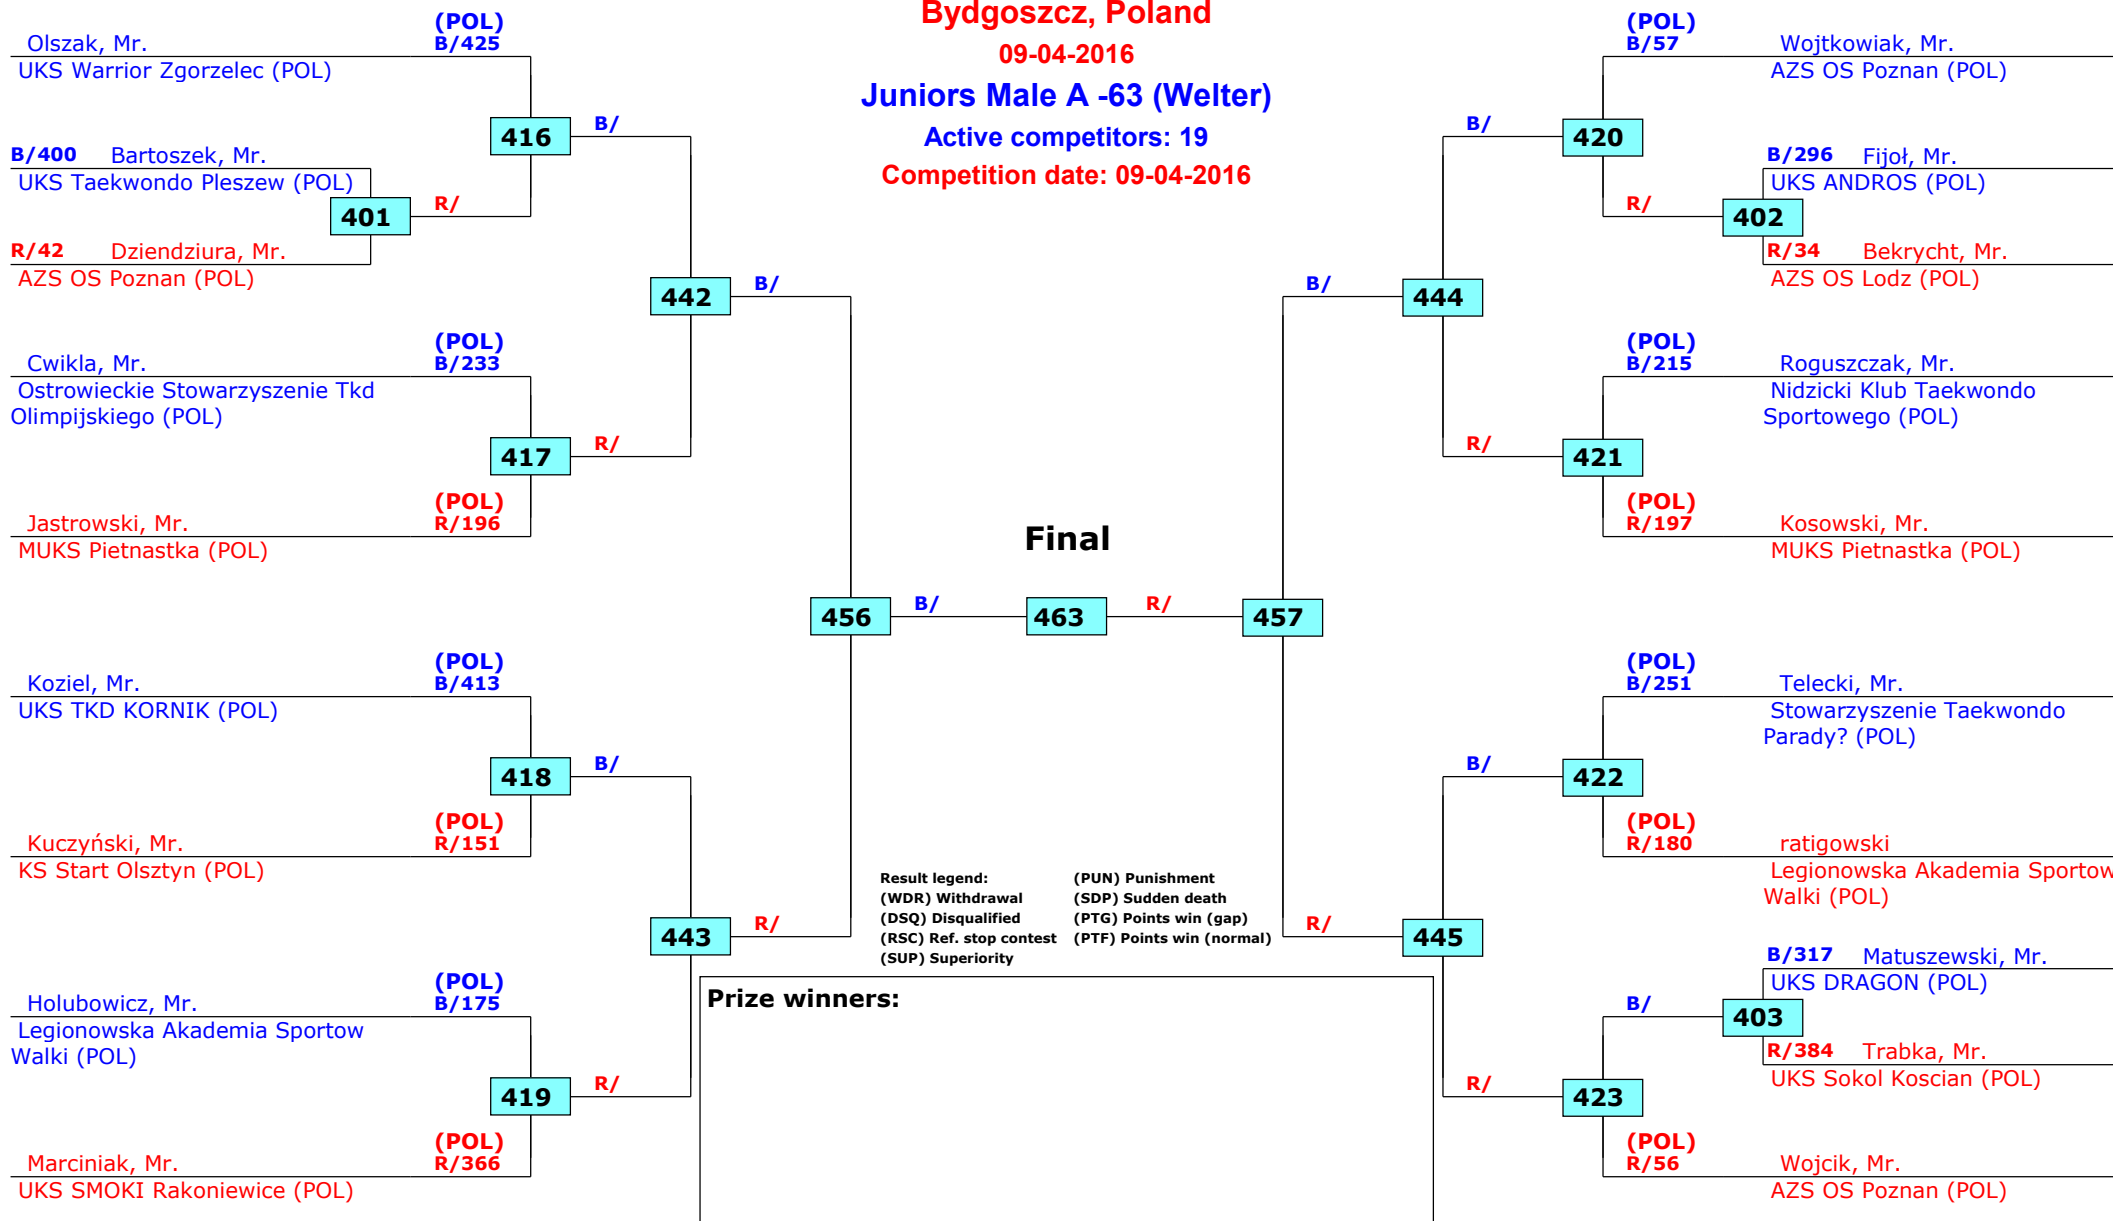 Bydgoszcz, Poland
09-04-2016
Juniors Male A -63 (Welter)
Active competitors: 19
Competition date: 09-04-2016
(POL)
Olszak, Mr. B/425
UKS Warrior Zgorzelec (POL)
416 B/
B/400 Bartoszek, Mr.
UKS Taekwondo Pleszew (POL)
401 R/
R/42 Dziendziura, Mr.
AZS OS Poznan (POL)
442 B/
(POL)
Cwikla, Mr. B/233
Ostrowieckie Stowarzyszenie Tkd
Olimpijskiego (POL)
417 R/
(POL)
Jastrowski, Mr. R/196
MUKS Pietnastka (POL)
456 B/
(POL)
Koziel, Mr. B/413
UKS TKD KORNIK (POL)
418 B/
(POL)
Kuczyński, Mr. R/151
KS Start Olsztyn (POL)
443 R/
(POL)
Holubowicz, Mr. B/175
Legionowska Akademia Sportow
Walki (POL)
419 R/
(POL)
Marciniak, Mr. R/366
UKS SMOKI Rakoniewice (POL)
Final
463
R/ 457
(POL)
B/57 Wojtkowiak, Mr.
AZS OS Poznan (POL)
B/ 420
B/296 Fijoł, Mr.
UKS ANDROS (POL)
R/ 402
R/34 Bekrycht, Mr.
AZS OS Lodz (POL)
B/ 444
(POL)
B/215 Roguszczak, Mr.
Nidzicki Klub Taekwondo
Sportowego (POL)
R/ 421
(POL)
R/197 Kosowski, Mr.
MUKS Pietnastka (POL)
(POL)
B/251 Telecki, Mr.
Stowarzyszenie Taekwondo
Parady? (POL)
B/ 422
(POL)
R/180 ratigowski
Legionowska Akademia Sportow
Walki (POL)
R/ 445
B/317 Matuszewski, Mr.
UKS DRAGON (POL)
B/ 403
R/384 Trabka, Mr.
UKS Sokol Koscian (POL)
R/ 423
(POL)
R/56 Wojcik, Mr.
AZS OS Poznan (POL)
Result legend: (PUN) Punishment
(WDR) Withdrawal (SDP) Sudden death
(DSQ) Disqualified (PTG) Points win (gap)
(RSC) Ref. stop contest (PTF) Points win (normal)
(SUP) Superiority
Prize winners: